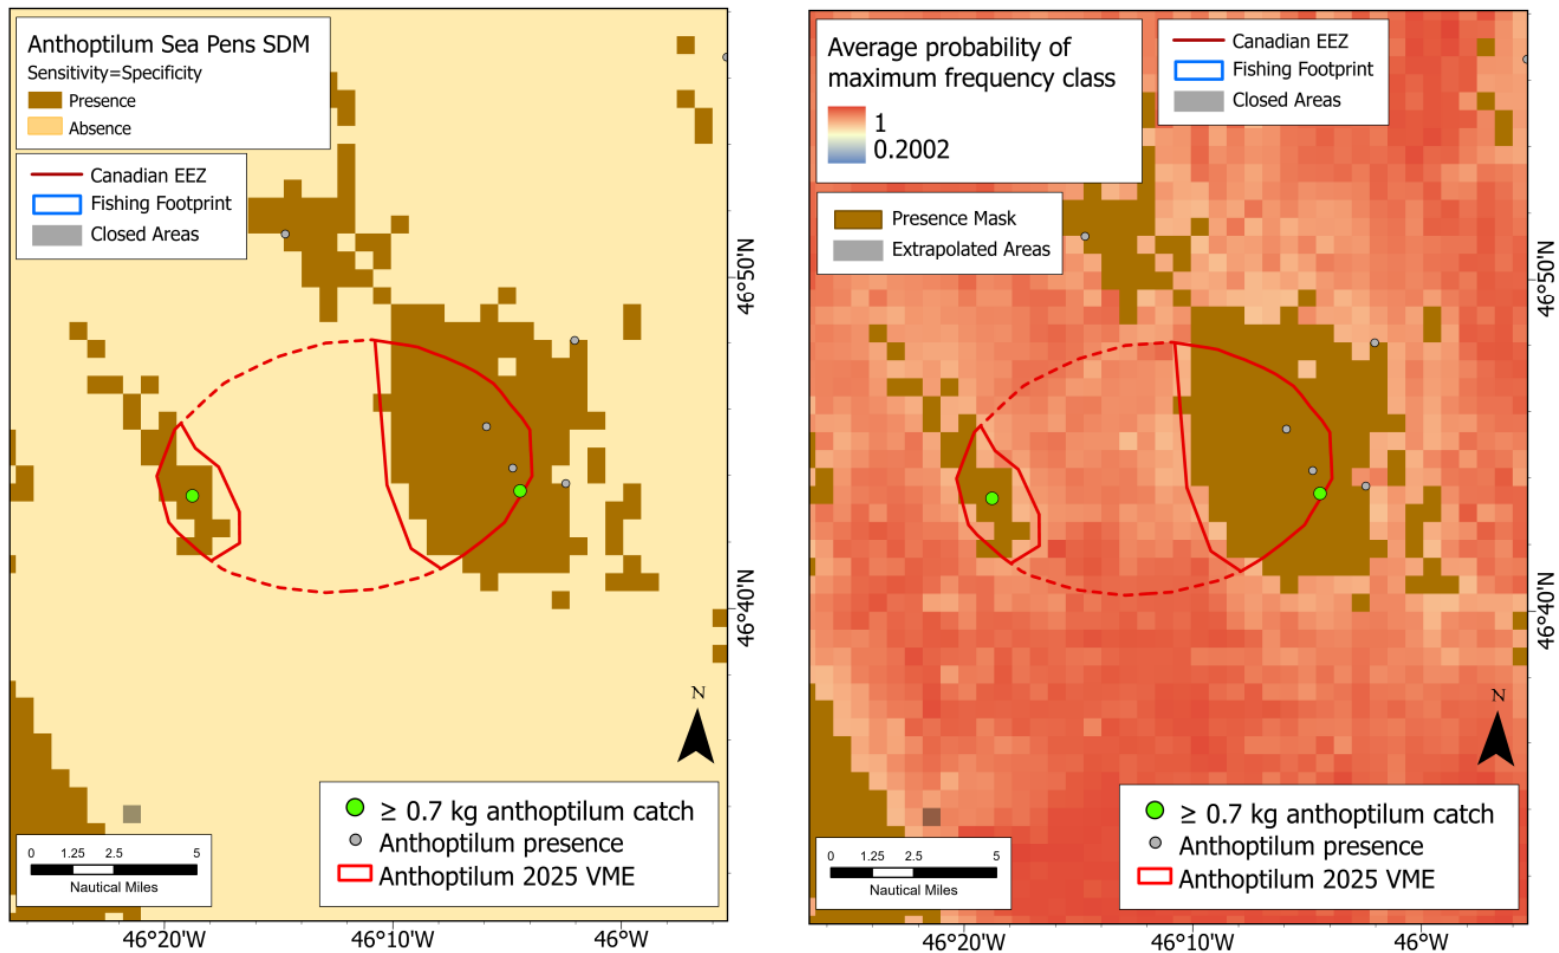 Anthoptilum Sea Pens SDM
Sensitivity=Specificity
Presence
Absence
Canadian EEZ
Fishing Footprint
Closed Areas
46°50'N
46°40'N
N
≥ 0.7 kg anthoptilum catch
Anthoptilum presence
Anthoptilum 2025 VME
0 1.25 2.5 5
Nautical Miles
46°20'W 46°10'W 46°W
Average probability of
maximum frequency class
1
0.2002
Canadian EEZ
Fishing Footprint
Closed Areas
Presence Mask
Extrapolated Areas
46°50'N
46°40'N
N
≥ 0.7 kg anthoptilum catch
Anthoptilum presence
Anthoptilum 2025 VME
0 1.25 2.5 5
Nautical Miles
46°20'W 46°10'W 46°W